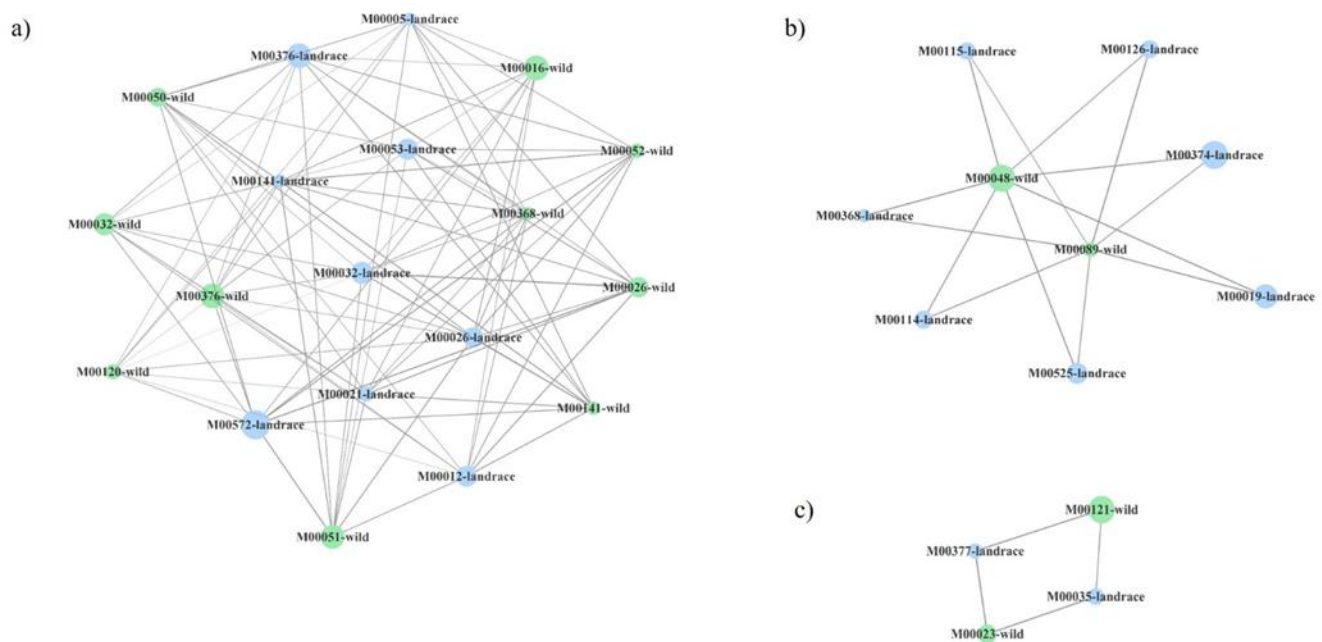 a)
M00005-landrace
M00376-landrace
M00016-wild
M00050-wild
M00053-landrace
M00052-wild
M00141-landrace
M00368-wild
M00032-wild
M00032-landrace
M00376-wild
M00026-wild
M00026-landrace
M00120-wild
M00021-landrace
M00141-wild
M00572-landrace
M00012-landrace
M00051-wild
b)
M00115-landrace
M00126-landrace
M00374-landrace
M00048-wild
M00368-landrace
M00089-wild
M00019-landrace
M00114-landrace
M00525-landrace
c)
M00121-wild
M00377-landrace
M00035-landrace
M00023-wild